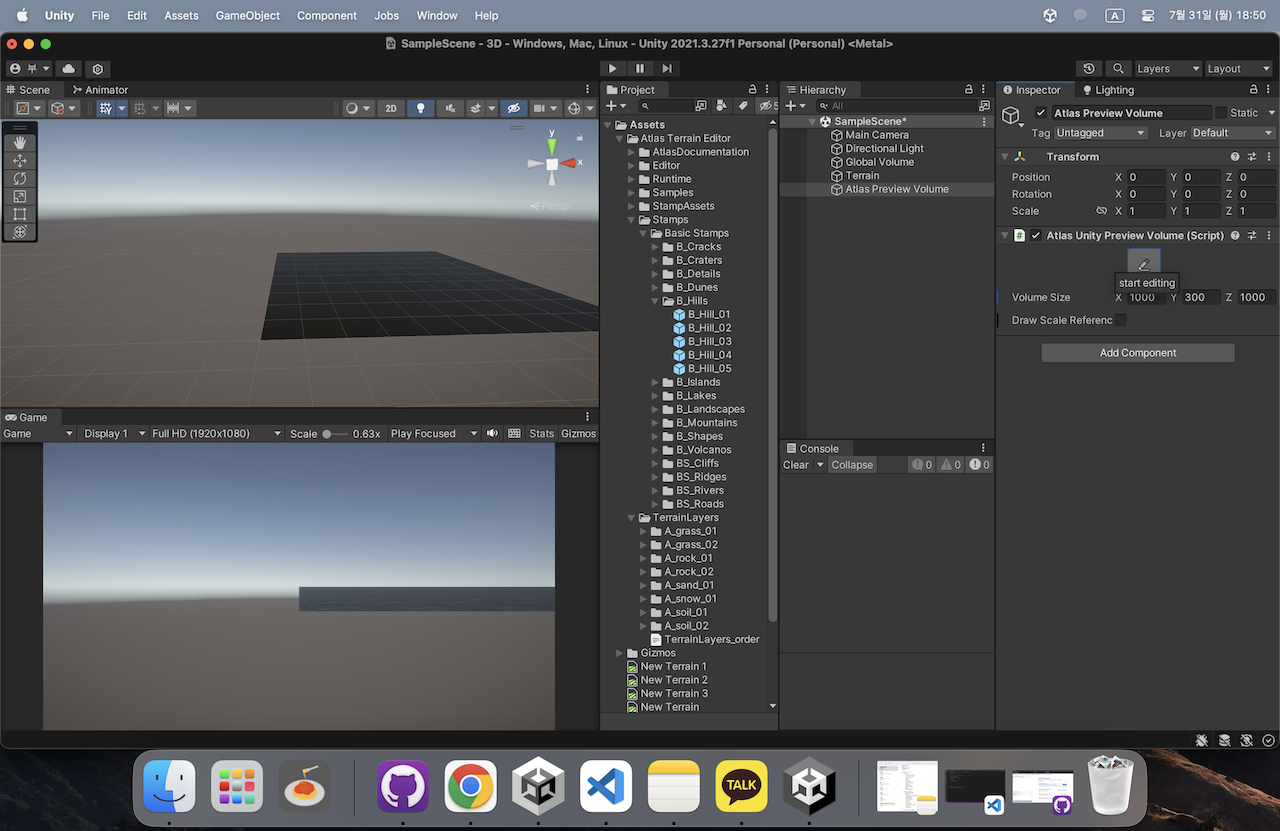 Unity File Edit Assets GameObject Component Jobs Window Help A 7월 31일 (월) 18:50
SampleScene - 3D - Windows, Mac, Linux - Unity 2021.3.27f1 Personal (Personal) <Metal>
Layers Layout
Scene Animator
2D
y
x
Persp
Game
Game Display 1 Full HD (1920x1080) Scale 0.63x Play Focused Stats Gizmos
Project
5
Assets
Atlas Terrain Editor
AtlasDocumentation
Editor
Runtime
Samples
StampAssets
Stamps
Basic Stamps
B_Cracks
B_Craters
B_Details
B_Dunes
B_Hills
B_Hill_01
B_Hill_02
B_Hill_03
B_Hill_04
B_Hill_05
B_Islands
B_Lakes
B_Landscapes
B_Mountains
B_Shapes
B_Volcanos
BS_Cliffs
BS_Ridges
BS_Rivers
BS_Roads
TerrainLayers
A_grass_01
A_grass_02
A_rock_01
A_rock_02
A_sand_01
A_snow_01
A_soil_01
A_soil_02
TerrainLayers_order
Gizmos
New Terrain 1
New Terrain 2
New Terrain 3
New Terrain
Hierarchy
All
SampleScene*
Main Camera
Directional Light
Global Volume
Terrain
Atlas Preview Volume
Console
Clear Collapse 0 0 0
Inspector Lighting
Atlas Preview Volume Static
Tag Untagged Layer Default
Transform
Position X 0 Y 0 Z 0
Rotation X 0 Y 0 Z 0
Scale X 1 Y 1 Z 1
# Atlas Unity Preview Volume (Script)
start editing
Volume Size X 1000 Y 300 Z 1000
Draw Scale Referenc
Add Component
TALK